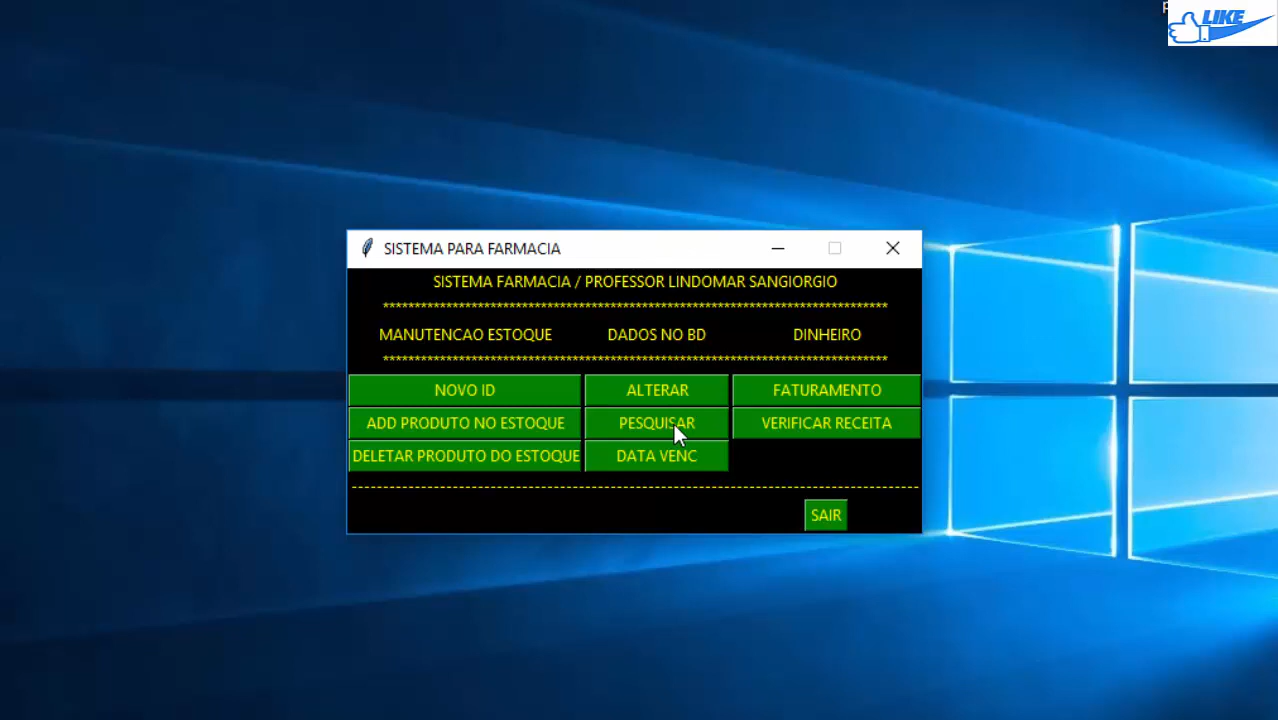 LIKE
SISTEMA PARA FARMACIA
SISTEMA FARMACIA / PROFESSOR LINDOMAR SANGIORGIO
********************************************************************************
MANUTENCAO ESTOQUE DADOS NO BD DINHEIRO
********************************************************************************
NOVO ID ALTERAR FATURAMENTO
ADD PRODUTO NO ESTOQUE PESQUISAR VERIFICAR RECEITA
DELETAR PRODUTO DO ESTOQUE DATA VENC
------------------------------------------------------------------------------------------
SAIR